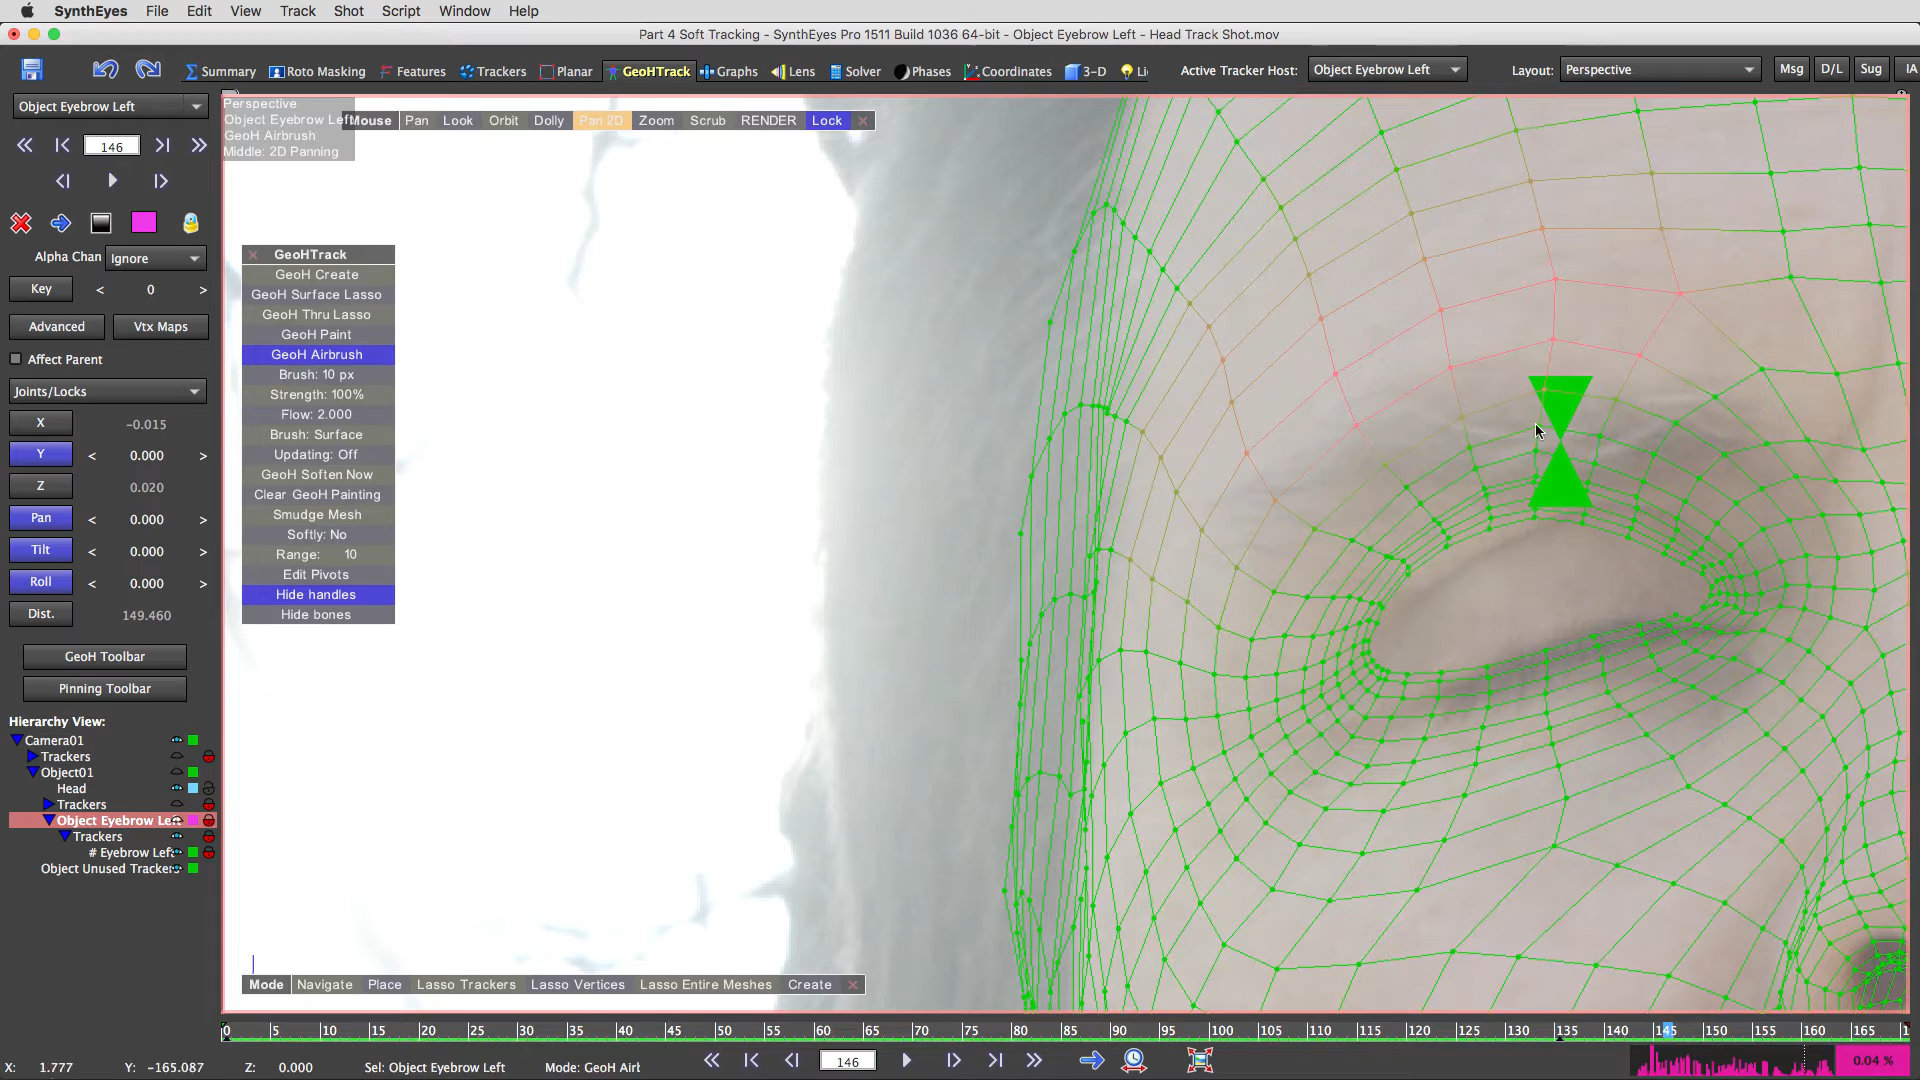 SynthEyes File Edit View Track Shot Script Window Help
Part 4 Soft Tracking - SynthEyes Pro 1511 Build 1036 64-bit - Object Eyebrow Left - Head Track Shot.mov
Summary Roto Masking Features Trackers Planar GeoHTrack Graphs Lens Solver Phases Coordinates 3-D Li Active Tracker Host: Object Eyebrow Left Layout: Perspective Msg D/L Sug IA
Object Eyebrow Left
146
Alpha Chan Ignore
Key < 0 >
Advanced Vtx Maps
Affect Parent
Joints/Locks
X -0.015
Y < 0.000 >
Z 0.020
Pan < 0.000 >
Tilt < 0.000 >
Roll < 0.000 >
Dist. 149.460
GeoH Toolbar
Pinning Toolbar
Hierarchy View:
Camera01
Trackers
Object01
Head
Trackers
Object Eyebrow Left
Trackers
# Eyebrow Left
Object Unused Trackers
Perspective
Object Eyebrow Left
GeoH Airbrush
Middle: 2D Panning
Mouse Pan Look Orbit Dolly Pan 2D Zoom Scrub RENDER Lock
GeoHTrack
GeoH Create
GeoH Surface Lasso
GeoH Thru Lasso
GeoH Paint
GeoH Airbrush
Brush: 10 px
Strength: 100%
Flow: 2.000
Brush: Surface
Updating: Off
GeoH Soften Now
Clear GeoH Painting
Smudge Mesh
Softly: No
Range: 10
Edit Pivots
Hide handles
Hide bones
Mode Navigate Place Lasso Trackers Lasso Vertices Lasso Entire Meshes Create
0 5 10 15 20 25 30 35 40 45 50 55 60 65 70 75 80 85 90 95 100 105 110 115 120 125 130 135 140 145 150 155 160 165
146
0.04 %
X: 1.777 Y: -165.087 Z: 0.000 Sel: Object Eyebrow Left Mode: GeoH Airb